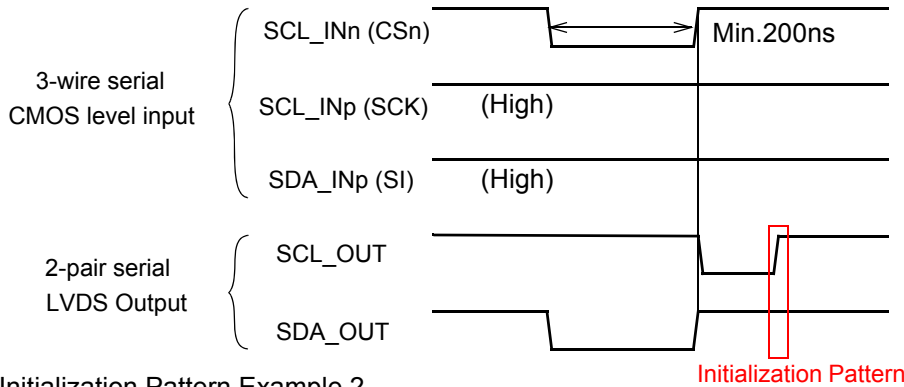 SCL_INn (CSn)
Min.200ns
3-wire serial
CMOS level input
SCL_INp (SCK)
(High)
SDA_INp (SI)
(High)
SCL_OUT
2-pair serial
LVDS Output
SDA_OUT
Initialization Pattern
Initialization Pattern Example 2